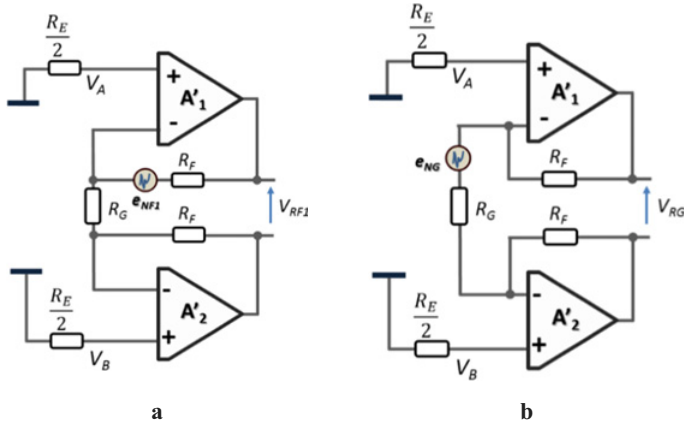 R_E
2
V_A
+
A'_1
-
e_NF1
R_F
R_G
R_F
V_RF1
-
A'_2
+
R_E
2
V_B
a
R_E
2
V_A
+
A'_1
-
e_NG
R_F
R_G
R_F
V_RG
-
A'_2
+
R_E
2
V_B
b